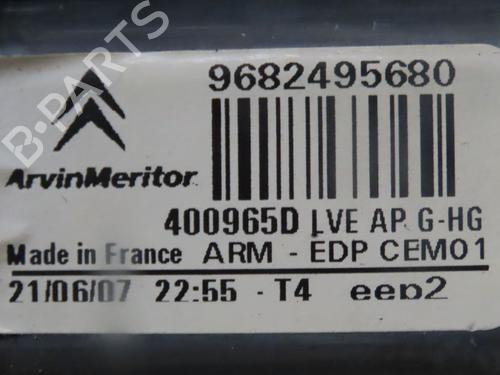 B-PARTS
9682495680
ArvinMeritor
400965D LVE AP G-HG
Made in France ARM - EDP CEM01
21/06/07 22:55 - T4 eep2